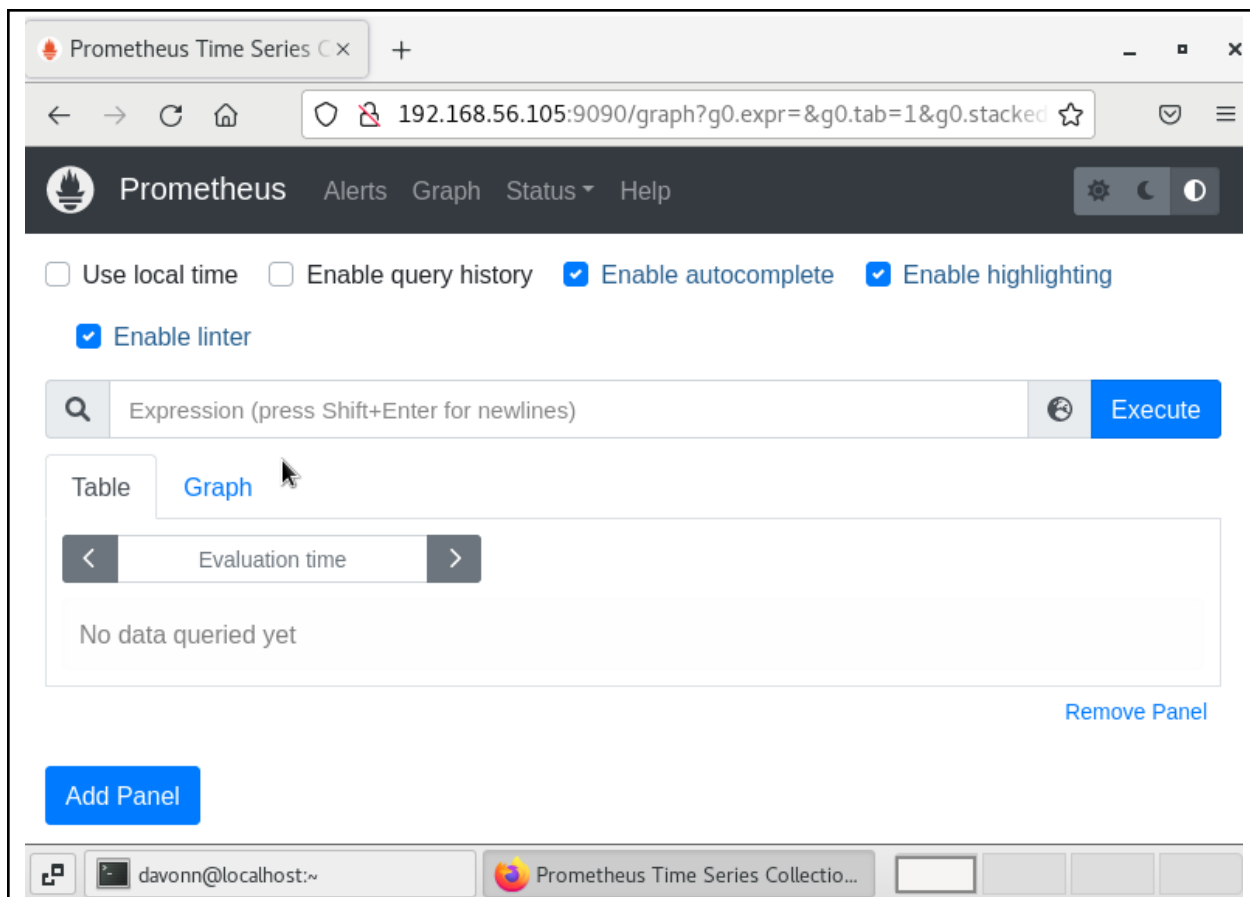 Prometheus Time Series C
192.168.56.105:9090/graph?g0.expr=&g0.tab=1&g0.stacked
Prometheus Alerts Graph Status Help
Use local time Enable query history Enable autocomplete Enable highlighting
Enable linter
Expression (press Shift+Enter for newlines) Execute
Table Graph
Evaluation time
No data queried yet
Remove Panel
Add Panel
davonn@localhost:~ Prometheus Time Series Collectio...